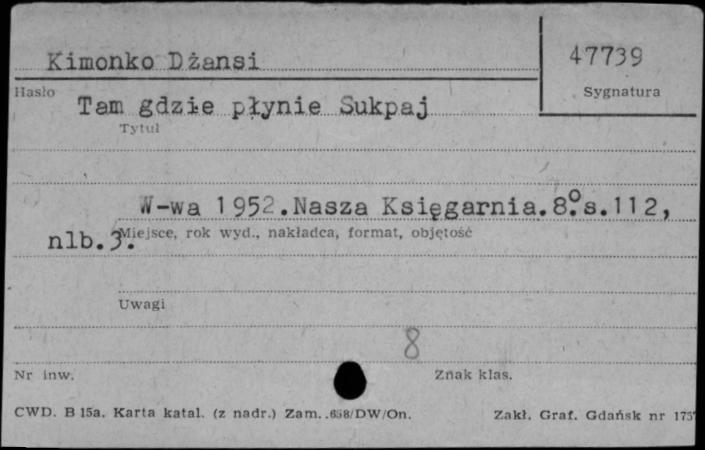 Kimonko Dżansi
47739
Hasło
Sygnatura
Tam gdzie płynie Sukpaj
Tytuł
W-wa 1952.Nasza Księgarnia.8.°s.112,
nlb.3.
Miejsce, rok wyd., nakładca, format, objętość
Uwagi
8
Nr inw.
Znak klas.
CWD. B 15a. Karta katal. (z nadr.) Zam. .658/DW/On.
Zakł. Graf. Gdańsk nr